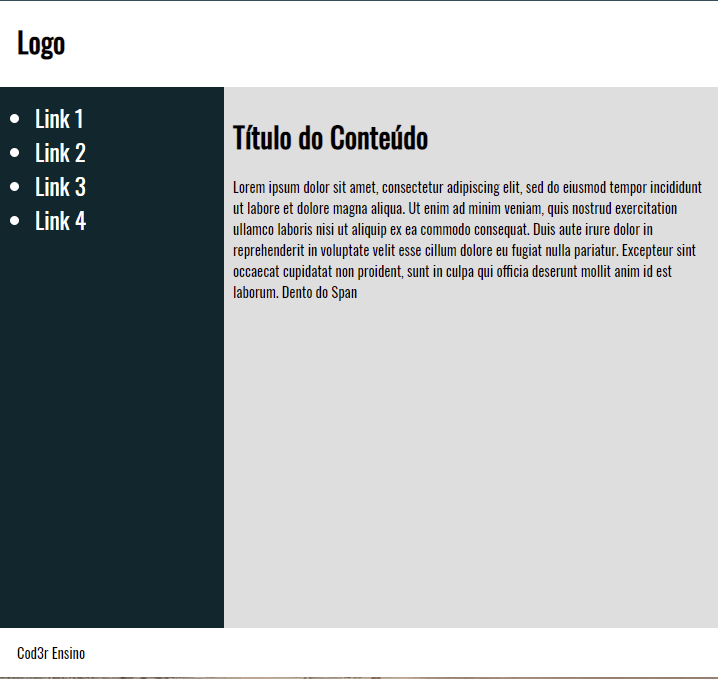 Logo
Link 1
Link 2
Link 3
Link 4
Título do Conteúdo
Lorem ipsum dolor sit amet, consectetur adipiscing elit, sed do eiusmod tempor incididunt
ut labore et dolore magna aliqua. Ut enim ad minim veniam, quis nostrud exercitation
ullamco laboris nisi ut aliquip ex ea commodo consequat. Duis aute irure dolor in
reprehenderit in voluptate velit esse cillum dolore eu fugiat nulla pariatur. Excepteur sint
occaecat cupidatat non proident, sunt in culpa qui officia deserunt mollit anim id est
laborum. Dento do Span
Cod3r Ensino